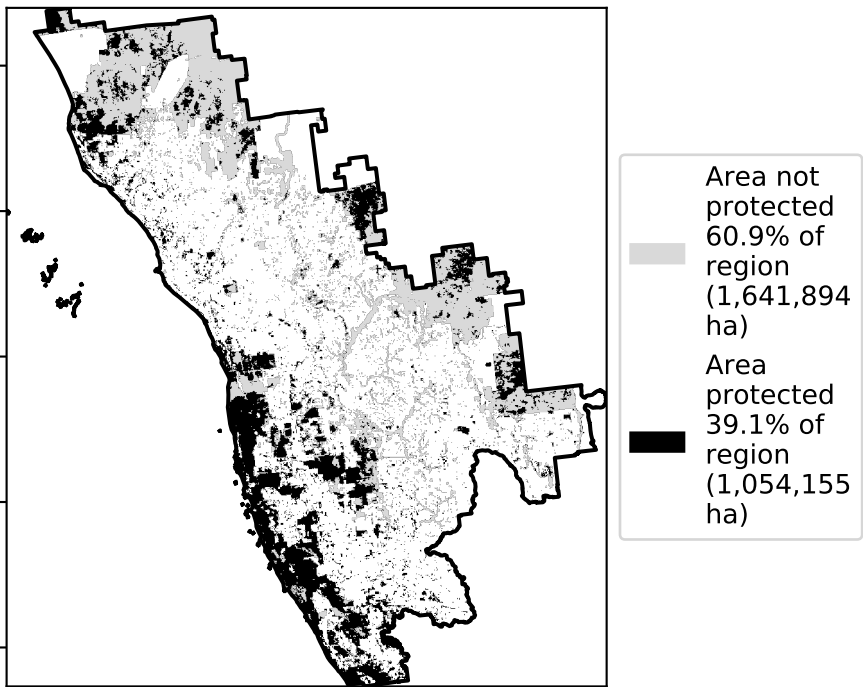 Area not
protected
60.9% of
region
(1,641,894
ha)
Area
protected
39.1% of
region
(1,054,155
ha)